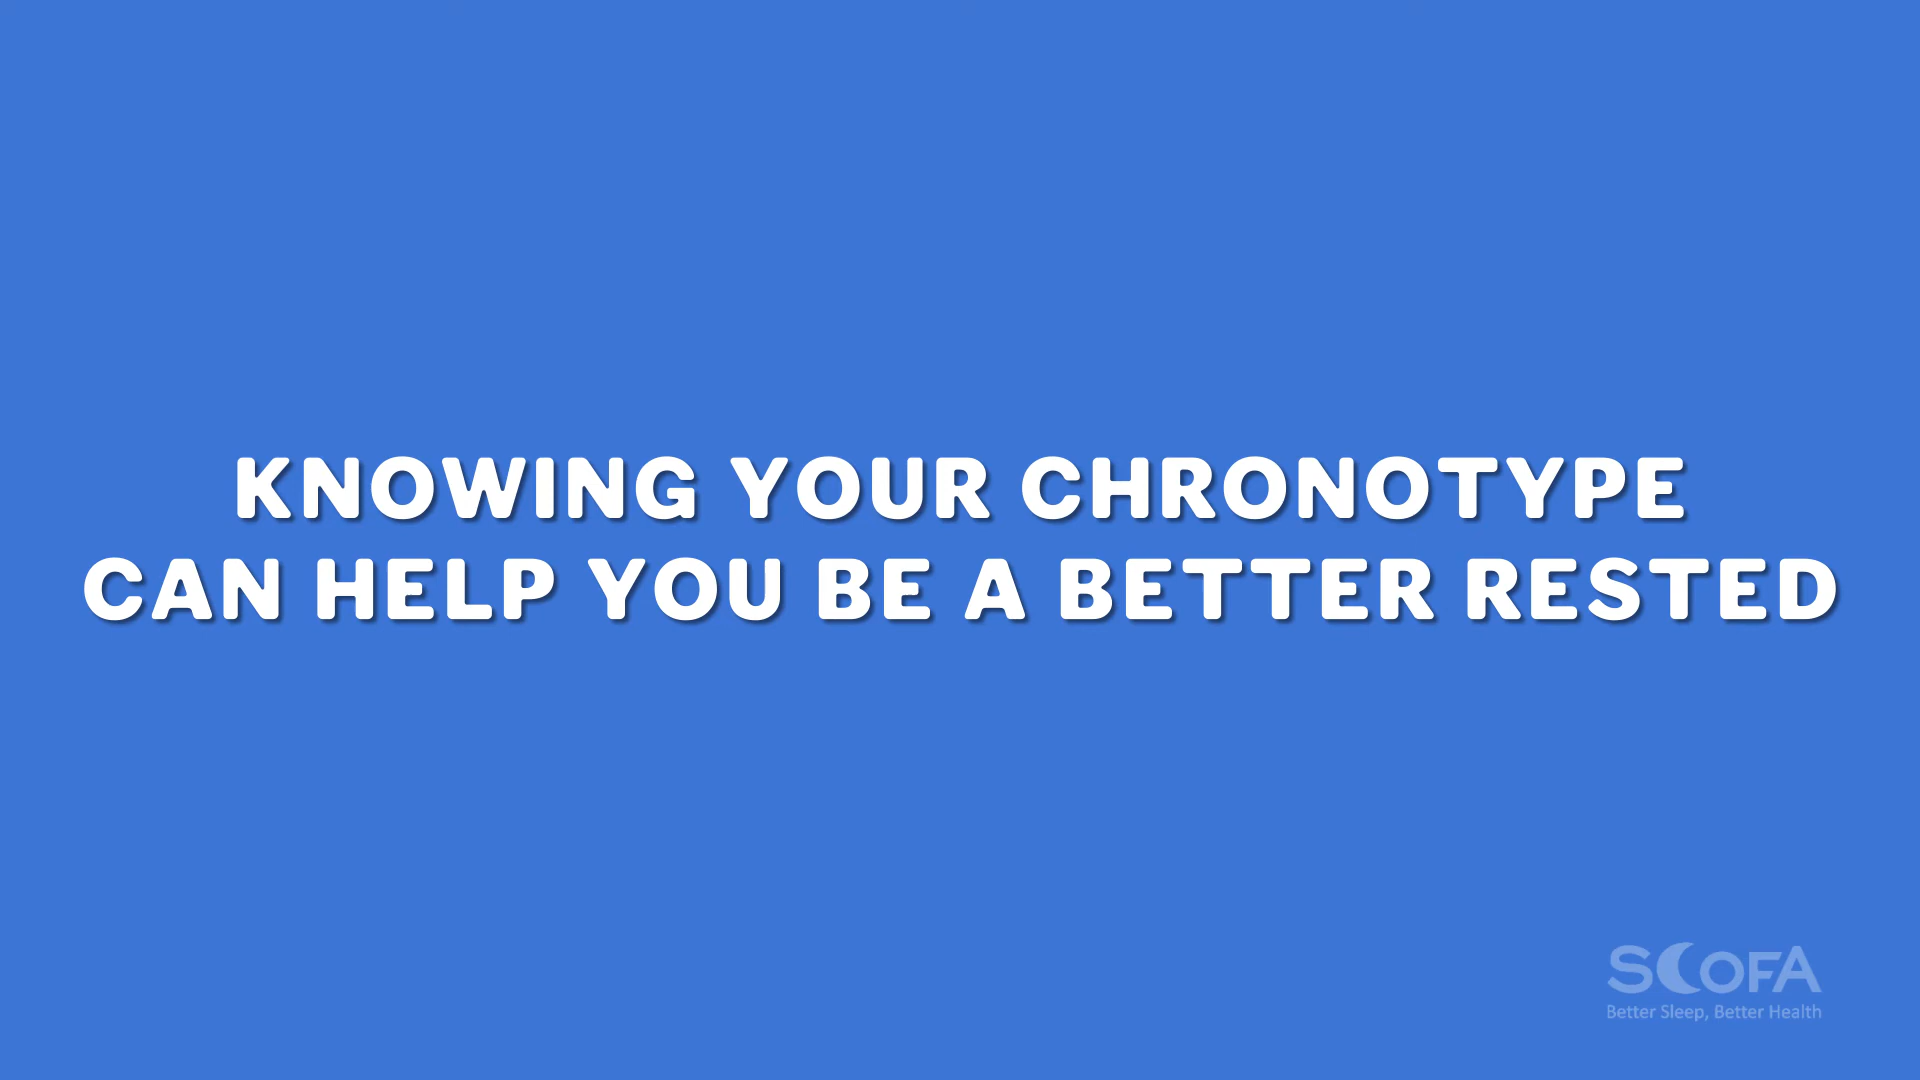 KNOWING YOUR CHRONOTYPE
CAN HELP YOU BE A BETTER RESTED
SCOFA
Better Sleep, Better Health